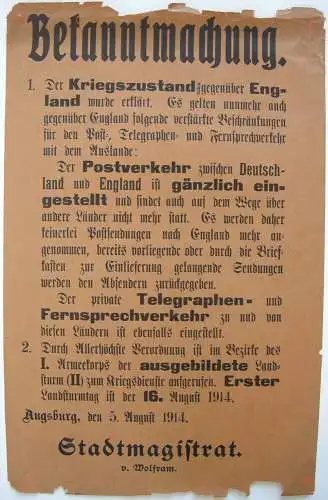 Bekanntmachung.
1. Der Kriegszustand gegenüber Eng-
land wurde erklärt. Es gelten nunmehr auch
gegenüber England folgende verstärkte Beschränkungen
für den Post-, Telegraphen- und Fernsprechverkehr
mit dem Auslande:
Der Postverkehr zwischen Deutsch-
land und England ist gänzlich ein-
gestellt und findet auch auf dem Wege über
andere Länder nicht mehr statt. Es werden daher
keinerlei Postsendungen nach England mehr an-
genommen, bereits vorliegende oder durch die Brief-
kasten zur Einlieferung gelangende Sendungen
werden den Absendern zurückgegeben.
Der private Telegraphen- und
Fernsprechverkehr zu und von
diesen Ländern ist ebenfalls eingestellt.
2. Durch Allerhöchste Verordnung ist im Bezirke des
I. Armeekorps der ausgebildete Land-
sturm (II) zum Kriegsdienste aufgerufen. Erster
Landsturmtag ist der 16. August 1914.
Augsburg, den 5. August 1914.
Stadtmagistrat.
v. Wolfram.